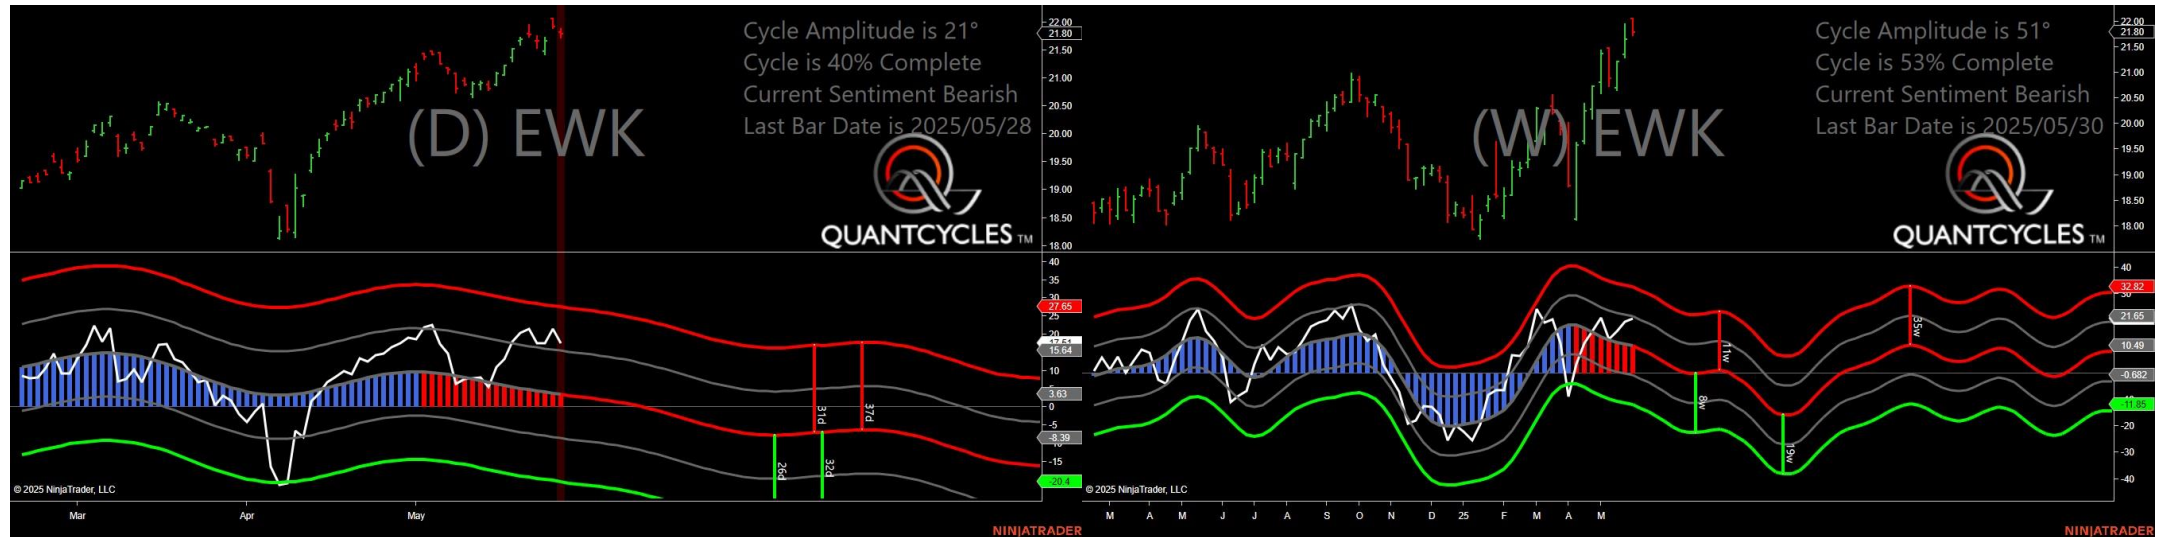 Cycle Amplitude is 21°
Cycle is 40% Complete
Current Sentiment Bearish
Last Bar Date is 2025/05/28
(D) EWK
QUANTCYCLES TM
22.00
21.80
21.50
21.00
20.50
20.00
19.50
19.00
18.50
18.00
40
35
30
27.65
25
20
17.51
15.64
10
5
3.63
0
-5
-8.39
-15
-20.4
31d
37d
26d
32d
© 2025 NinjaTrader, LLC
Mar
Apr
May
NINJATRADER
Cycle Amplitude is 51°
Cycle is 53% Complete
Current Sentiment Bearish
Last Bar Date is 2025/05/30
(W) EWK
QUANTCYCLES TM
22.00
21.80
21.50
21.00
20.50
20.00
19.50
19.00
18.50
18.00
40
32.82
30
21.65
10.49
-0.682
-11.85
-20
-30
-40
11w
35w
8w
19w
© 2025 NinjaTrader, LLC
M A M J J A S O N D 25 F M A M
NINJATRADER